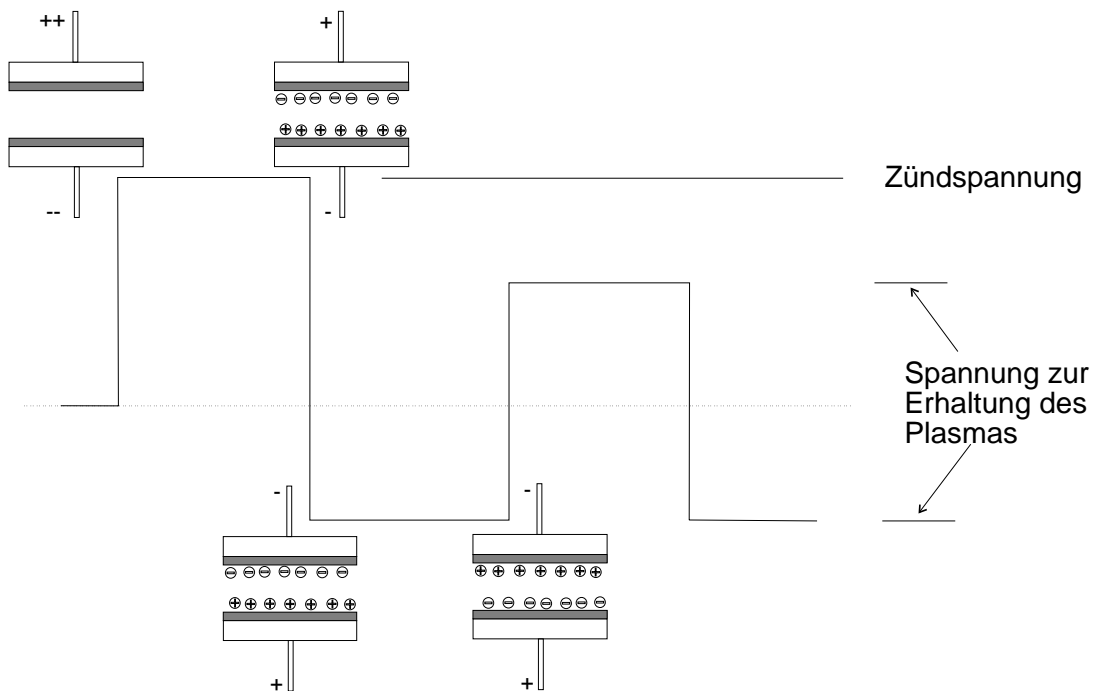 ++
+
--
-
Zündspannung
Spannung zur
Erhaltung des
Plasmas
-
-
+
+